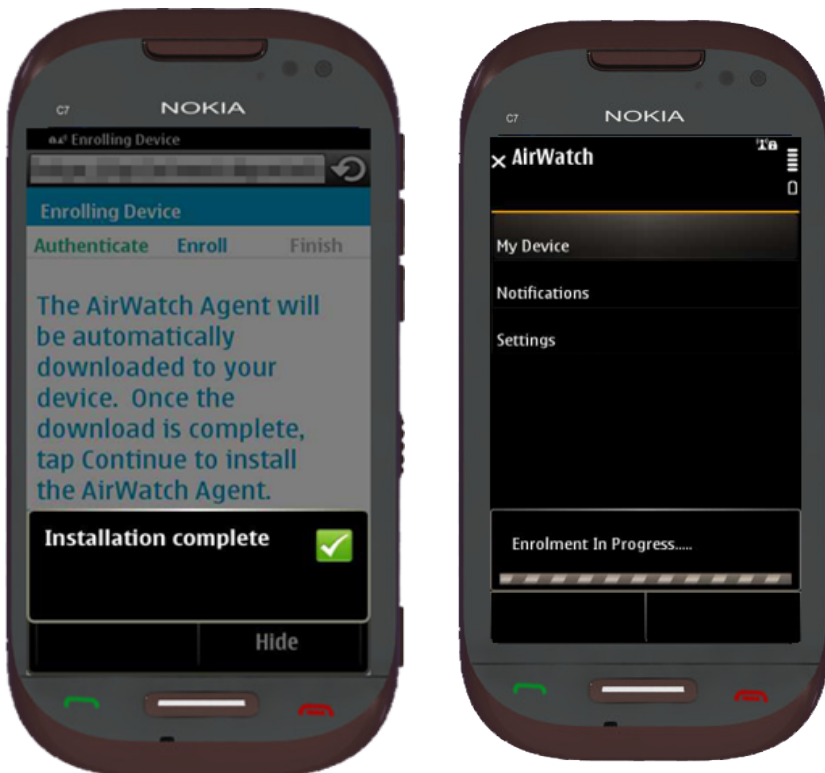 C7
NOKIA
Enrolling Device
Enrolling Device
Authenticate Enroll Finish
The AirWatch Agent will
be automatically
downloaded to your
device. Once the
download is complete,
tap Continue to install
the AirWatch Agent.
Installation complete
Hide
C7
NOKIA
AirWatch
My Device
Notifications
Settings
Enrolment In Progress.....